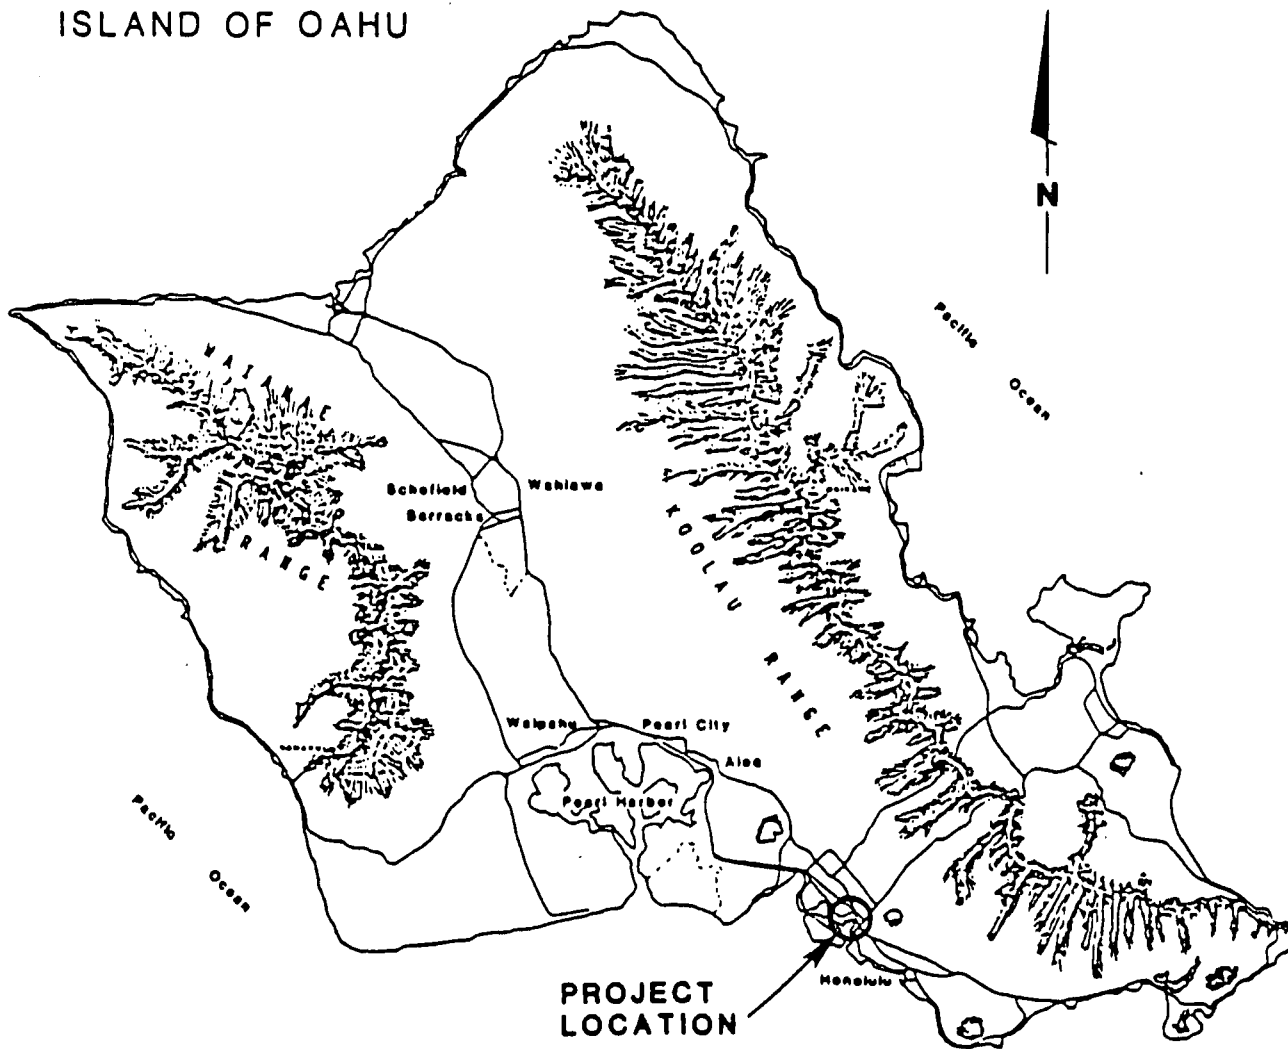 ISLAND OF OAHU
N
Pacific
Ocean
WAIANAE
RANGE
Schofield
Barracks
Wahiawa
KOOLAU
RANGE
Waipahu
Pearl City
Aiea
Pearl Harbor
Pacific
Ocean
Honolulu
PROJECT
LOCATION